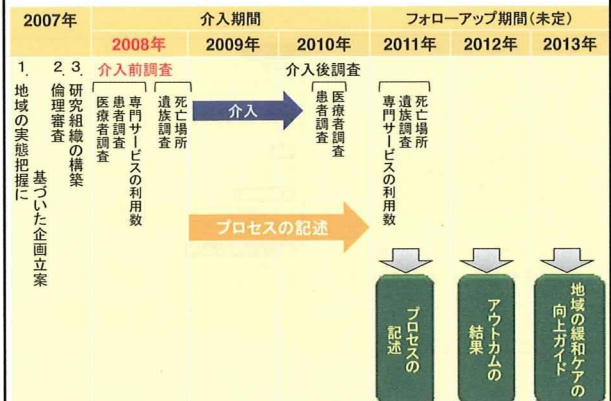 2007年
介入期間
フォローアップ期間(未定)
2008年
2009年
2010年
2011年
2012年
2013年
1. 地域の実態把握に
基づいた企画立案
2. 倫理審査
3. 研究組織の構築
介入前調査
医療者調査
患者調査
専門サービスの利用数
遺族調査
死亡場所
介入
介入後調査
患者調査
医療者調査
専門サービスの利用数
遺族調査
死亡場所
プロセスの記述
プロセスの
記述
アウトカムの
結果
地域の緩和ケアの
向上ガイド